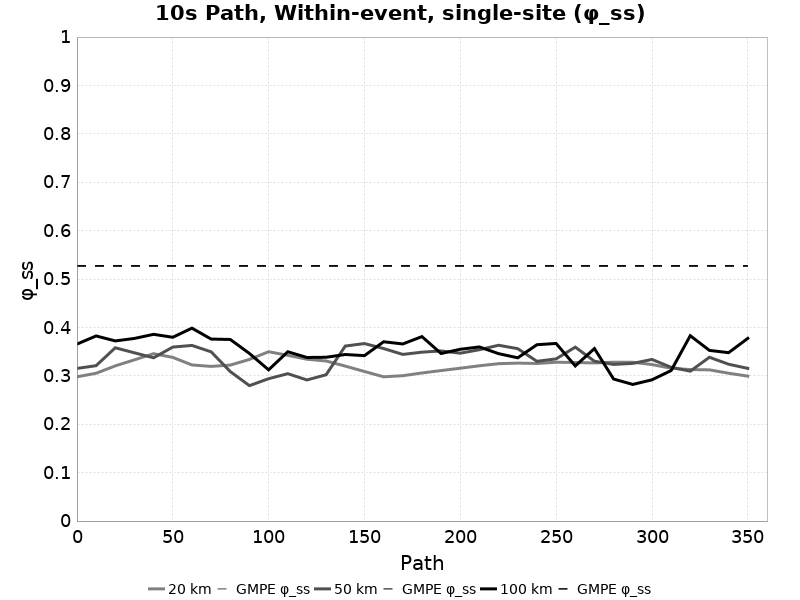 10s Path, Within-event, single-site (φ_ss)
1
0.9
0.8
0.7
0.6
0.5
0.4
0.3
0.2
0.1
0
φ_ss
0 50 100 150 200 250 300 350
Path
20 km GMPE φ_ss 50 km GMPE φ_ss 100 km GMPE φ_ss